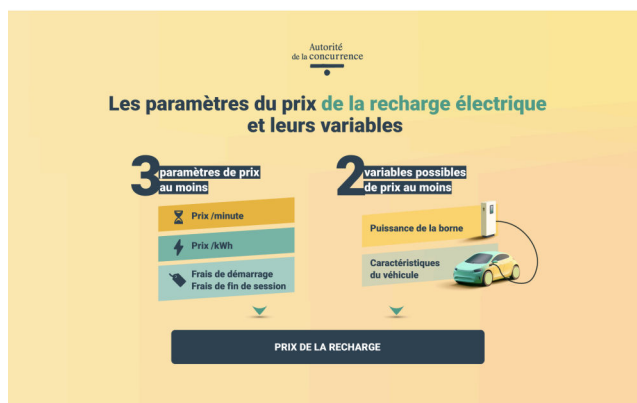 Autorité
de la concurrence
Les paramètres du prix de la recharge électrique
et leurs variables
3 paramètres de prix
au moins
Prix /minute
Prix /kWh
Frais de démarrage
Frais de fin de session
2 variables possibles
de prix au moins
Puissance de la borne
Caractéristiques
du véhicule
PRIX DE LA RECHARGE